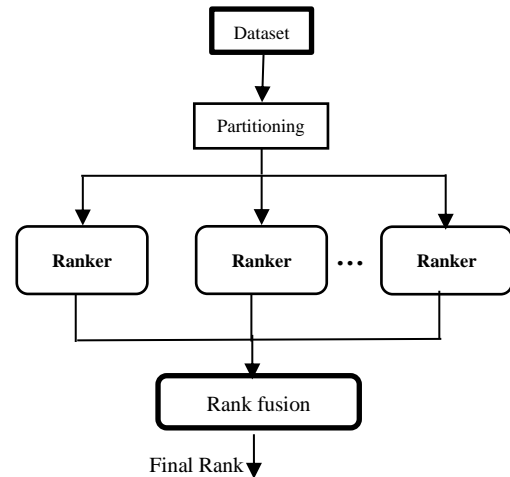 Dataset
Partitioning
Ranker
Ranker
...
Ranker
Rank fusion
Final Rank